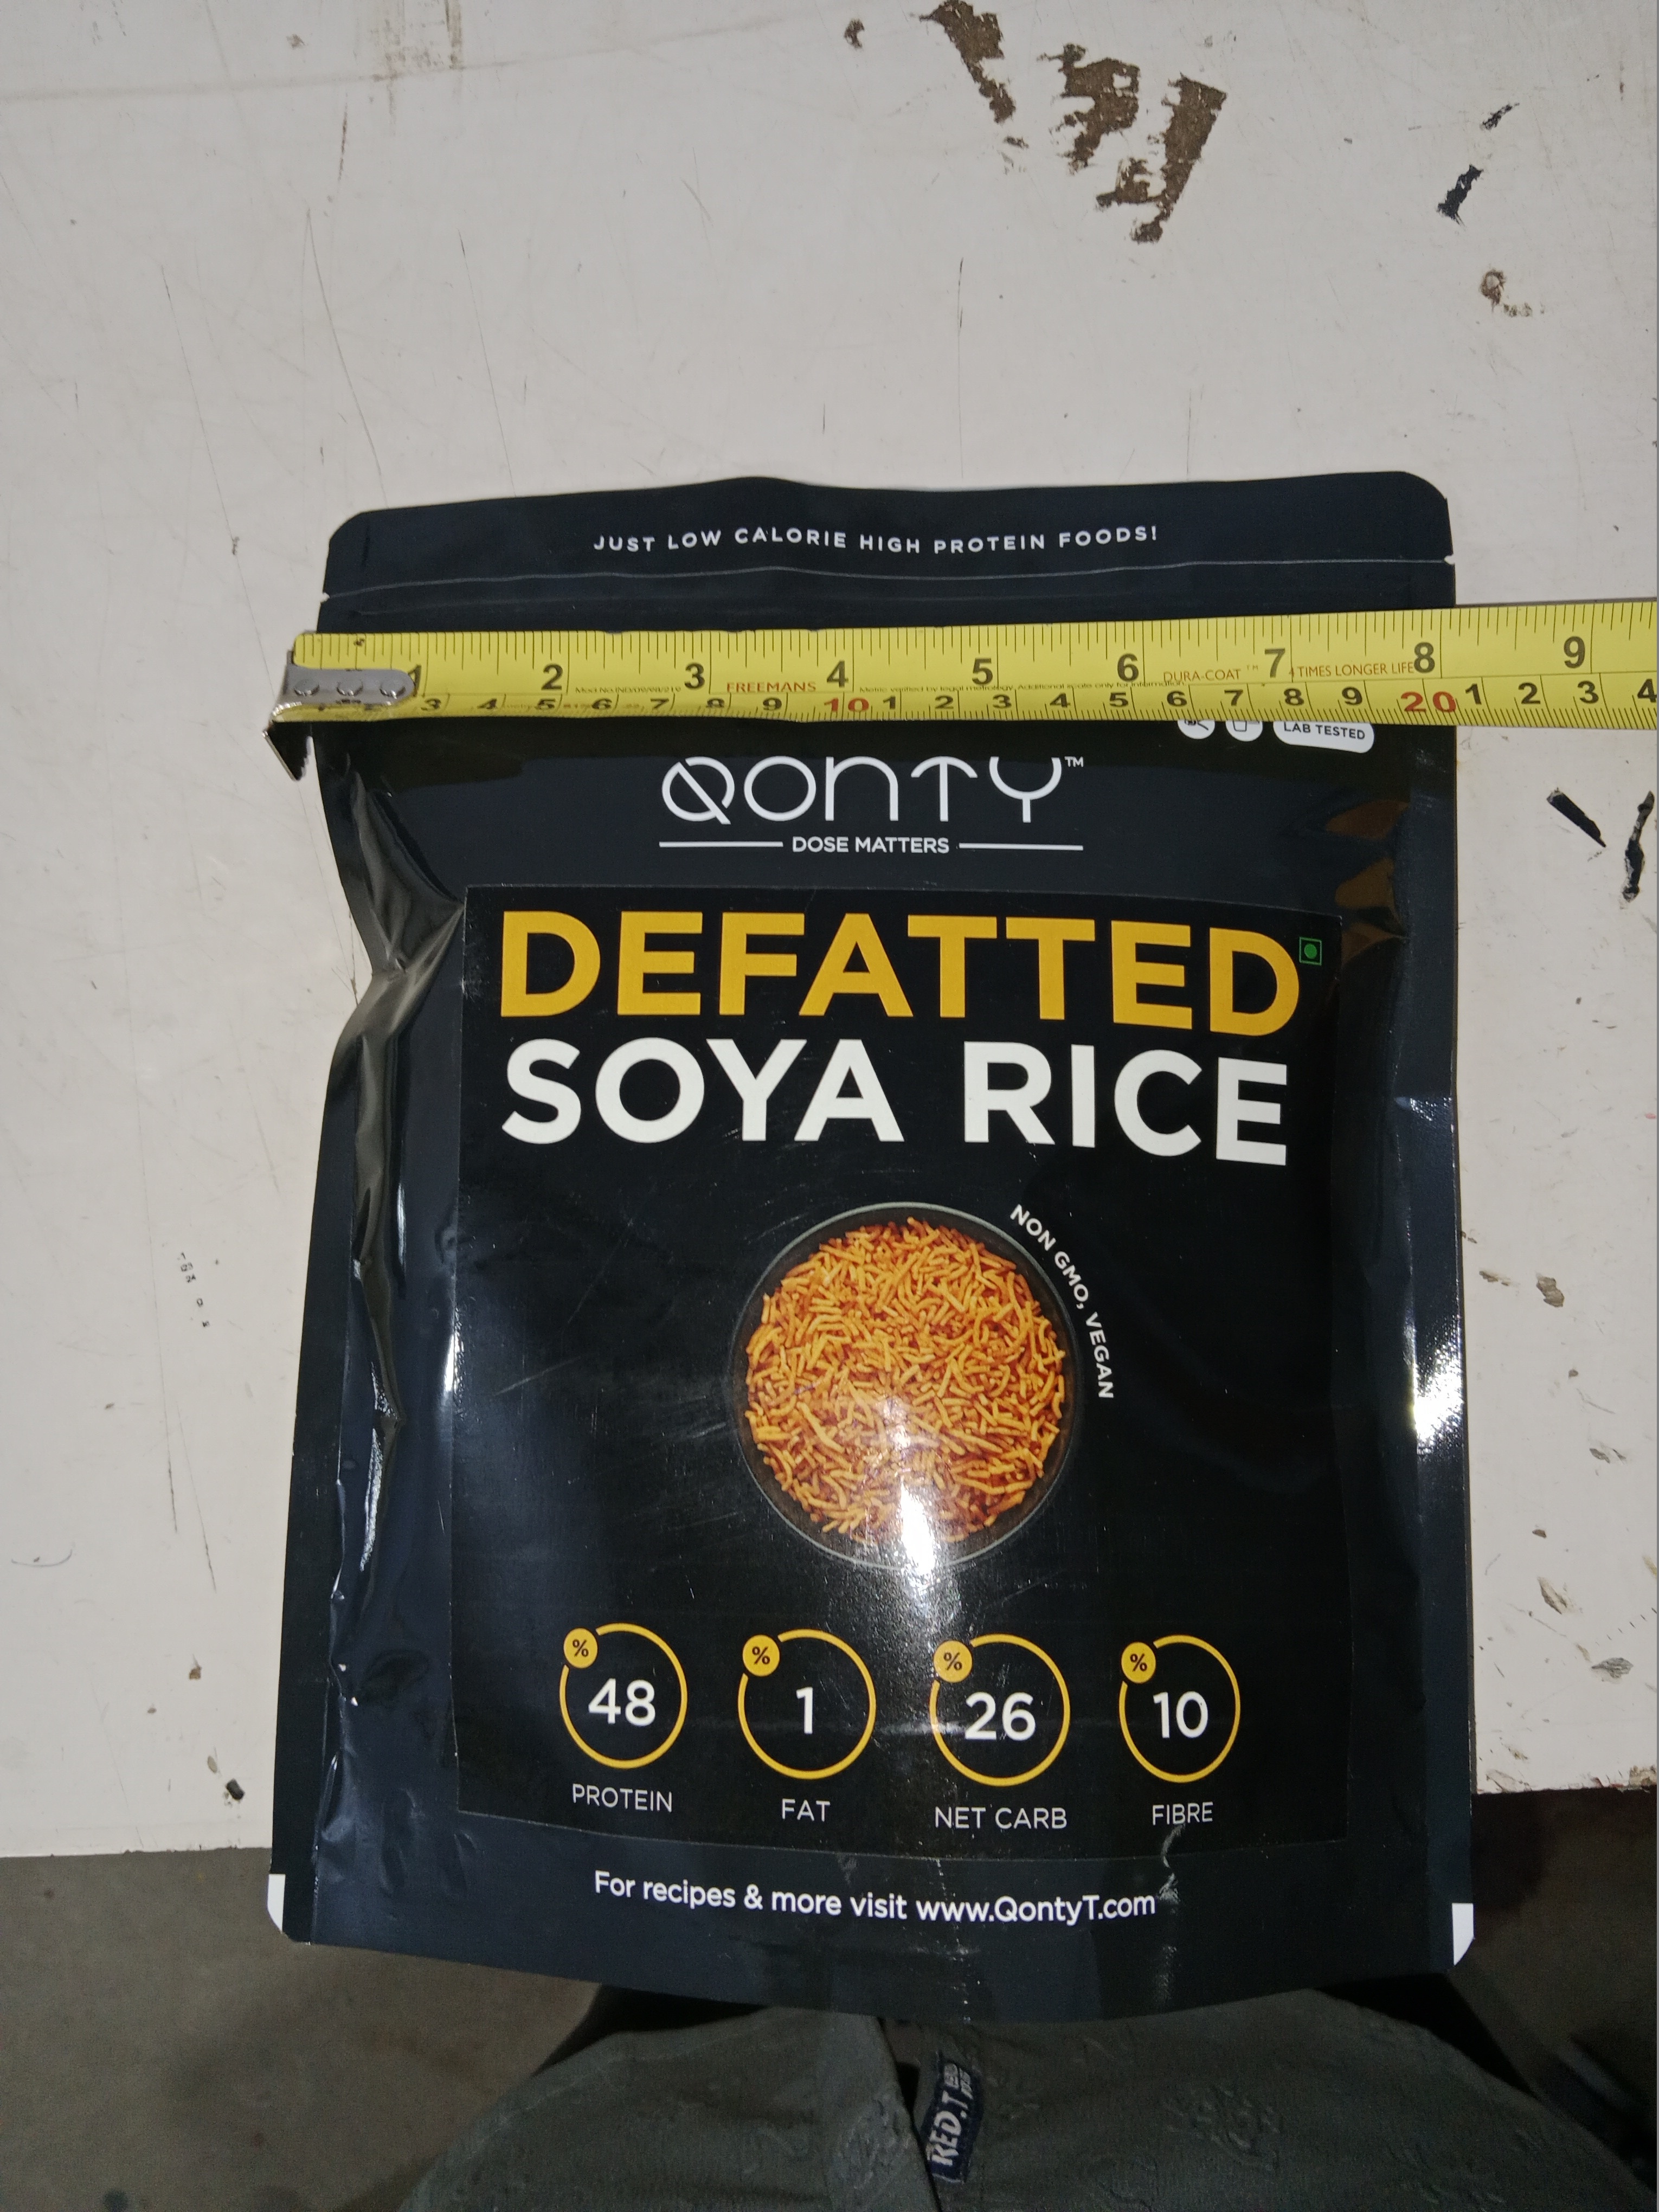 JUST LOW CALORIE HIGH PROTEIN FOODS!
1 2 3 4 5 6 DURA-COAT ™ 7 4 TIMES LONGER LIFE 8 9
FREEMANS
3 4 5 6 7 8 9 10 1 2 3 4 5 6 7 8 9 20 1 2 3 4
LAB TESTED
QONTY™
DOSE MATTERS
DEFATTED
SOYA RICE
NON GMO, VEGAN
% % % %
48 1 26 10
PROTEIN FAT NET CARB FIBRE
For recipes & more visit www.QontyT.com
RED.T